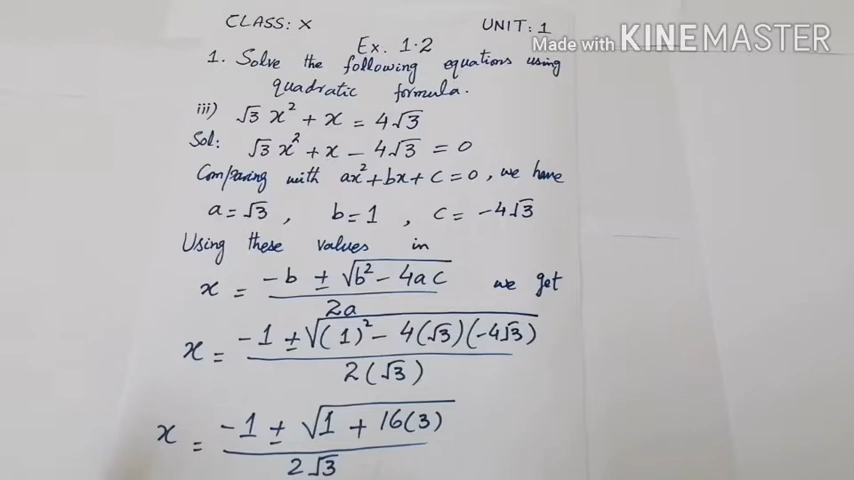 CLASS: X UNIT: 1
Made with KINEMASTER
Ex. 1.2
1. Solve the following equations using
quadratic formula.
iii) √3 x² + x = 4√3
Sol: √3 x² + x − 4√3 = 0
Comparing with ax² + bx + c = 0, we have
a = √3 , b = 1 , c = −4√3
Using these values in
x = (−b ± √(b² − 4ac)) / 2a we get
x = (−1 ± √((1)² − 4(√3)(−4√3))) / 2(√3)
x = (−1 ± √(1 + 16(3))) / 2√3